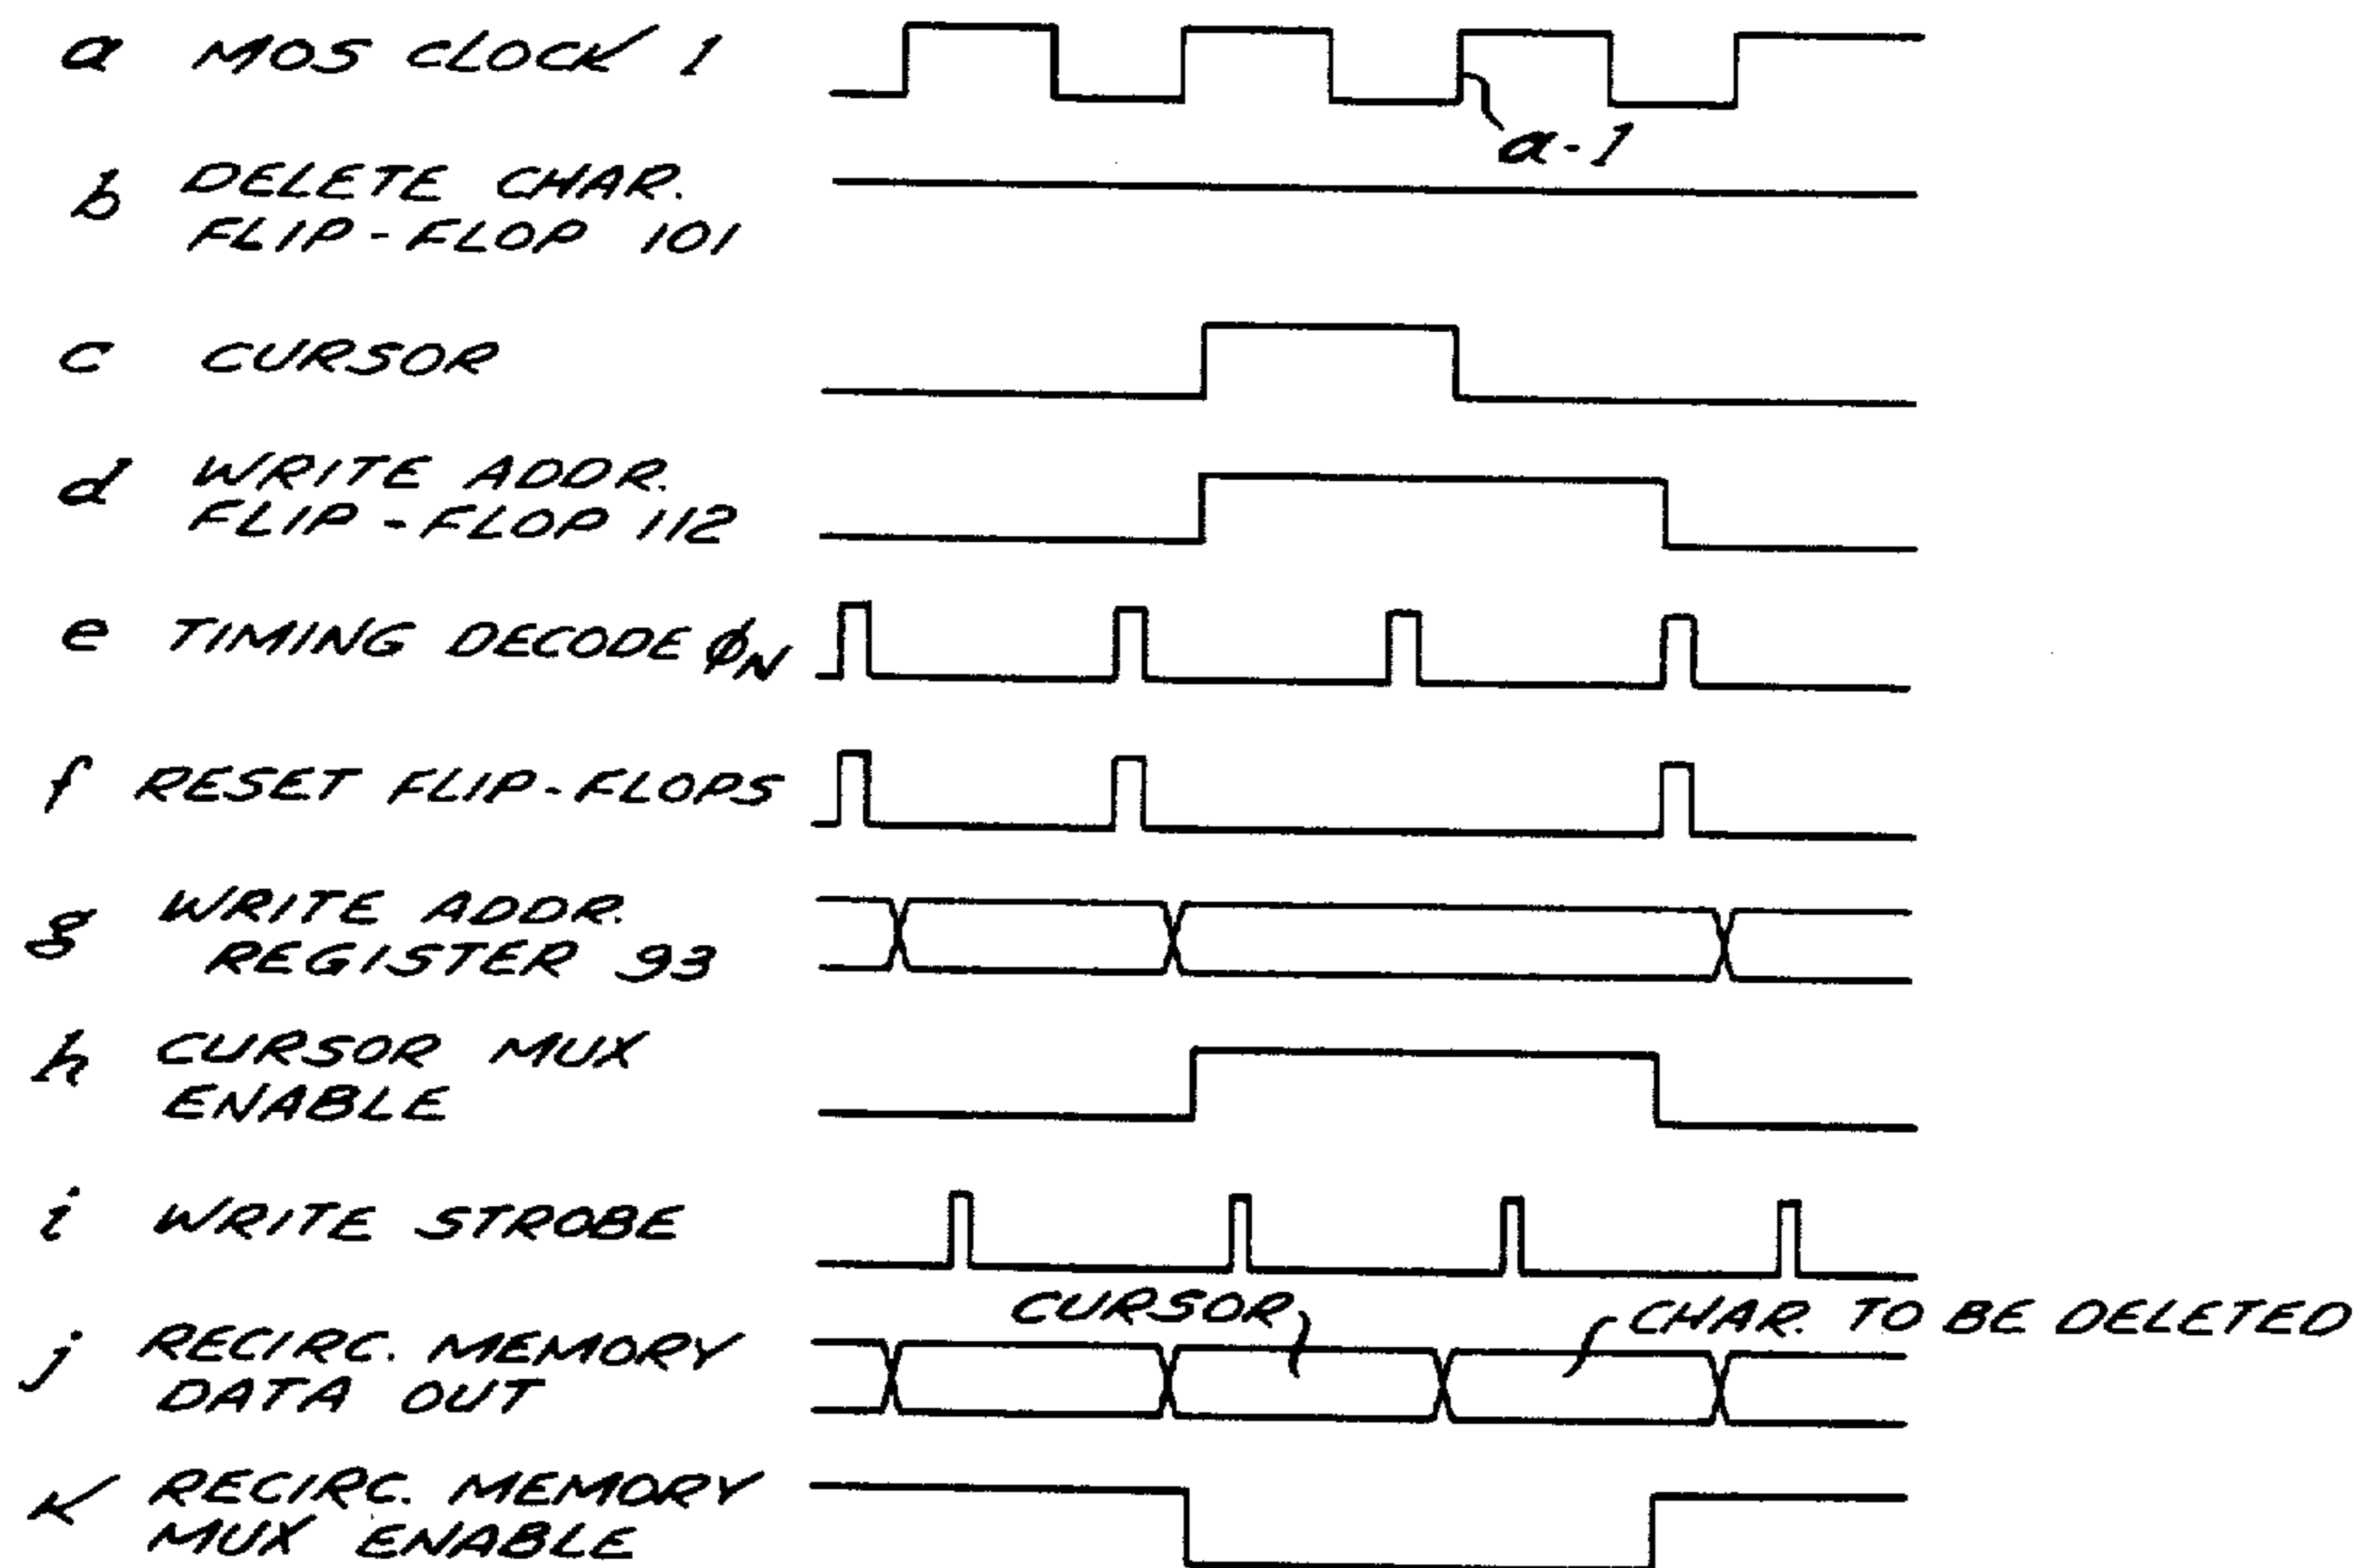 a MOS CLOCK 1
a-1
b DELETE CHAR.
FLIP-FLOP 101
c CURSOR
d WRITE ADDR.
FLIP-FLOP 112
e TIMING DECODE ϕN
f RESET FLIP-FLOPS
g WRITE ADDR.
REGISTER 93
h CURSOR MUX
ENABLE
i WRITE STROBE
CURSOR
CHAR. TO BE DELETED
j RECIRC. MEMORY
DATA OUT
K RECIRC. MEMORY
MUX ENABLE